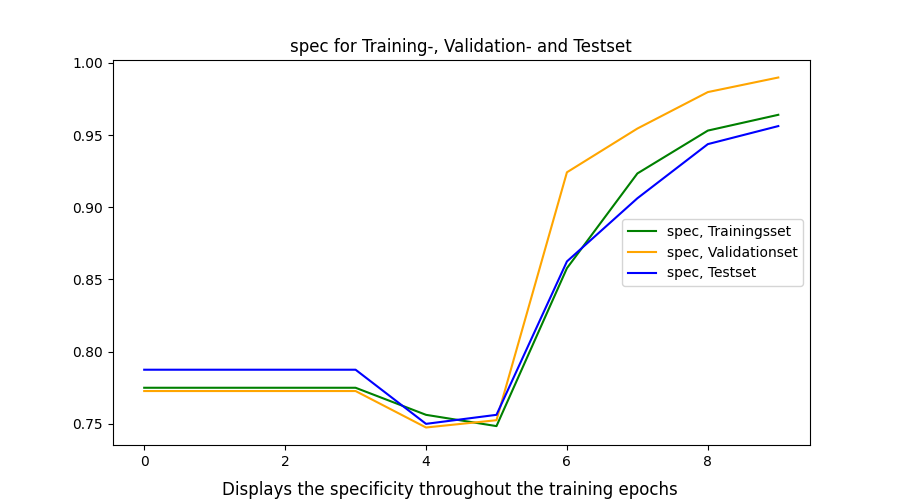 spec for Training-, Validation- and Testset
1.00
0.95
0.90
0.85
0.80
0.75
spec, Trainingsset
spec, Validationset
spec, Testset
0 2 4 6 8
Displays the specificity throughout the training epochs